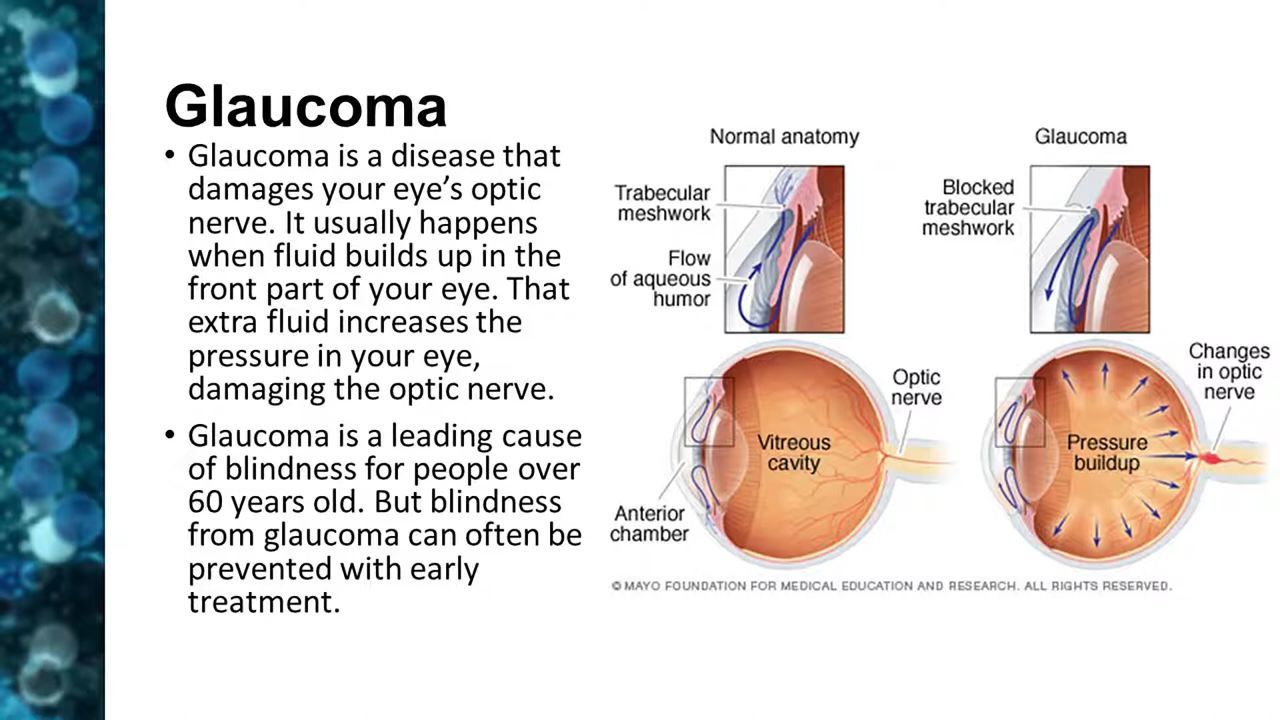 Glaucoma
• Glaucoma is a disease that
damages your eye’s optic
nerve. It usually happens
when fluid builds up in the
front part of your eye. That
extra fluid increases the
pressure in your eye,
damaging the optic nerve.
• Glaucoma is a leading cause
of blindness for people over
60 years old. But blindness
from glaucoma can often be
prevented with early
treatment.
Normal anatomy
Trabecular
meshwork
Flow
of aqueous
humor
Optic
nerve
Vitreous
cavity
Anterior
chamber
Glaucoma
Blocked
trabecular
meshwork
Changes
in optic
nerve
Pressure
buildup
© MAYO FOUNDATION FOR MEDICAL EDUCATION AND RESEARCH. ALL RIGHTS RESERVED.